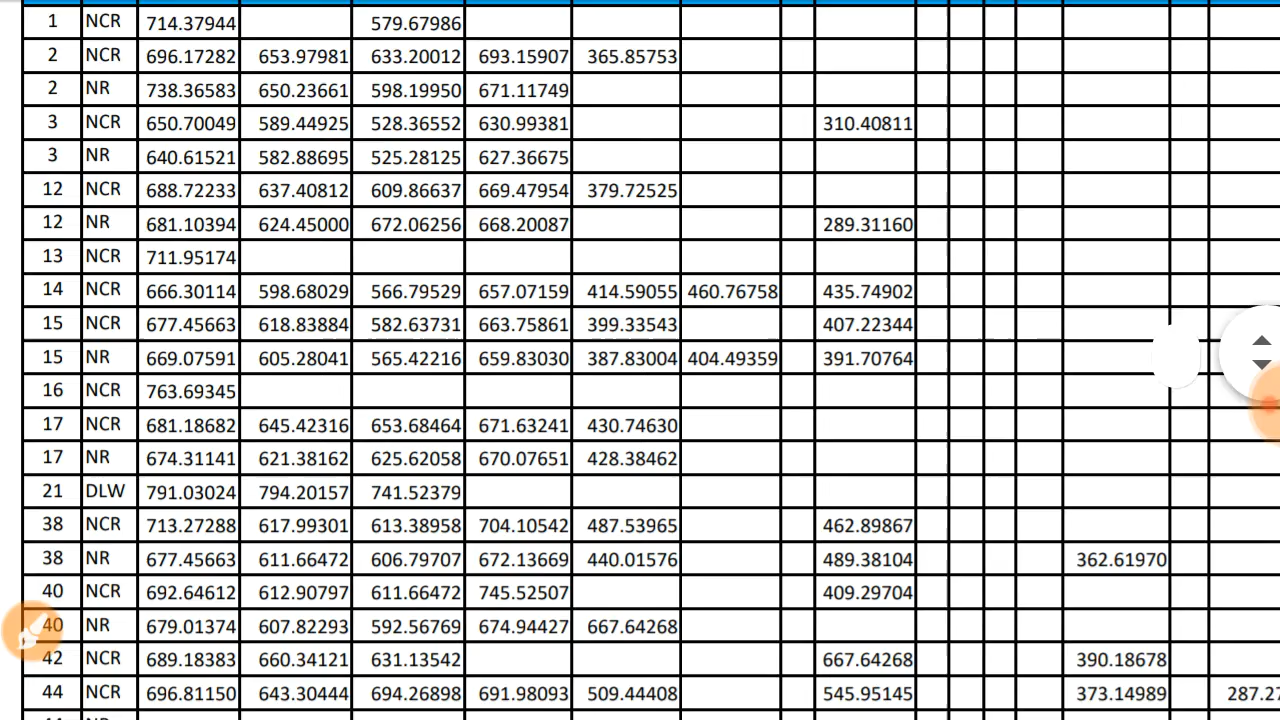 1 NCR 714.37944 579.67986
2 NCR 696.17282 653.97981 633.20012 693.15907 365.85753
2 NR 738.36583 650.23661 598.19950 671.11749
3 NCR 650.70049 589.44925 528.36552 630.99381 310.40811
3 NR 640.61521 582.88695 525.28125 627.36675
12 NCR 688.72233 637.40812 609.86637 669.47954 379.72525
12 NR 681.10394 624.45000 672.06256 668.20087 289.31160
13 NCR 711.95174
14 NCR 666.30114 598.68029 566.79529 657.07159 414.59055 460.76758 435.74902
15 NCR 677.45663 618.83884 582.63731 663.75861 399.33543 407.22344
15 NR 669.07591 605.28041 565.42216 659.83030 387.83004 404.49359 391.70764
16 NCR 763.69345
17 NCR 681.18682 645.42316 653.68464 671.63241 430.74630
17 NR 674.31141 621.38162 625.62058 670.07651 428.38462
21 DLW 791.03024 794.20157 741.52379
38 NCR 713.27288 617.99301 613.38958 704.10542 487.53965 462.89867
38 NR 677.45663 611.66472 606.79707 672.13669 440.01576 489.38104 362.61970
40 NCR 692.64612 612.90797 611.66472 745.52507 409.29704
40 NR 679.01374 607.82293 592.56769 674.94427 667.64268
42 NCR 689.18383 660.34121 631.13542 667.64268 390.18678
44 NCR 696.81150 643.30444 694.26898 691.98093 509.44408 545.95145 373.14989 287.27